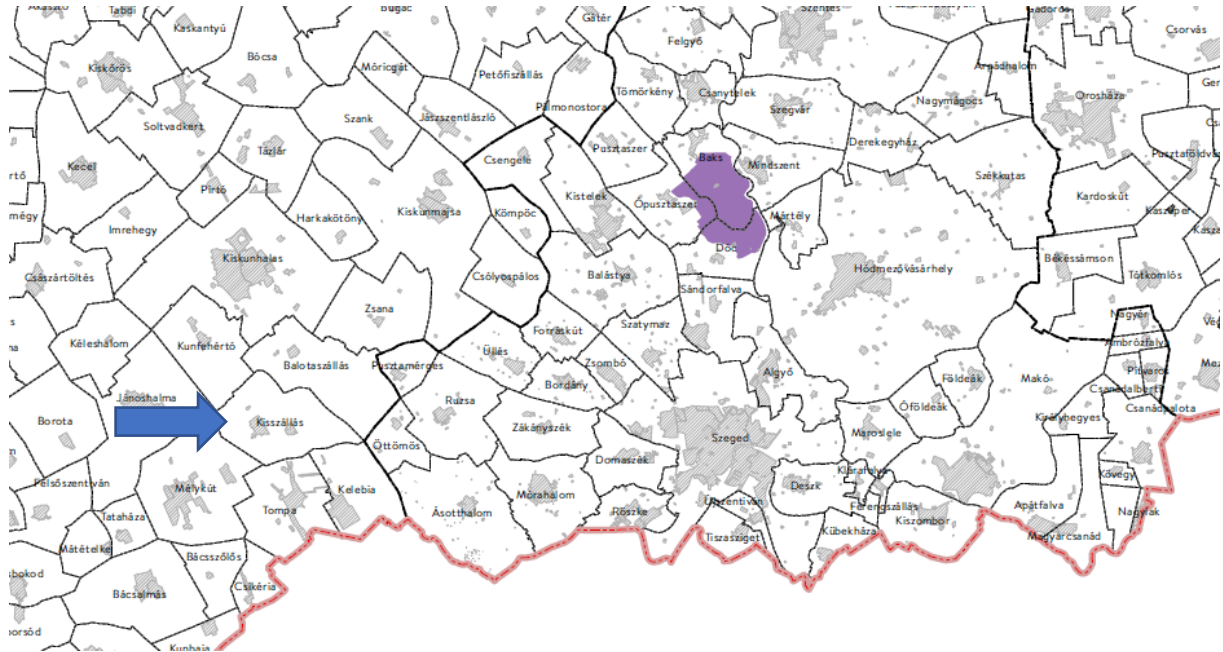 Tabdi
Kaskantyú
Bócsa
Bugac
Gátér
Felgyő
Szentes
Gádoros
Csorvás
Kiskőrös
Móricgát
Petőfiszállás
Pálmonostora
Tömörkény
Csanytelek
Szegvár
Nagymágocs
Árpádhalom
Orosháza
Soltvadkert
Szank
Jászszentlászló
Kecel
Tázlár
Pirtó
Csengele
Pusztaszer
Baks
Mindszent
Derekegyház
Székkutas
Pusztaföldvár
Imrehegy
Harkakötöny
Kiskunmajsa
Kömpöc
Kistelek
Ópusztaszer
Mártély
Kardoskút
Kaszaper
Császártöltés
Kiskunhalas
Csólyospálos
Balástya
Dóc
Hódmezővásárhely
Békéssámson
Tótkomlós
Zsana
Sándorfalva
Kéleshalom
Kunfehértó
Balotaszállás
Pusztamérges
Üllés
Forráskút
Szatymaz
Zsombó
Bordány
Algyő
Földeák
Makó
Nagyér
Ambrózfalva
Pitvaros
Csanádalberti
Csanádpalota
Jánoshalma
Borota
Kisszállás
Ruzsa
Zákányszék
Szeged
Óföldeák
Maroslele
Királyhegyes
Öttömös
Domaszék
Klárafalva
Kövegy
Felsőszentiván
Mélykút
Kelebia
Tompa
Ásotthalom
Mórahalom
Röszke
Újszentiván
Deszk
Ferencszállás
Kiszombor
Apátfalva
Nagylak
Tataháza
Mátételke
Bácsszőlős
Tiszasziget
Kübekháza
Magyarcsanád
Bácsalmás
Csikéria
Kunbaja